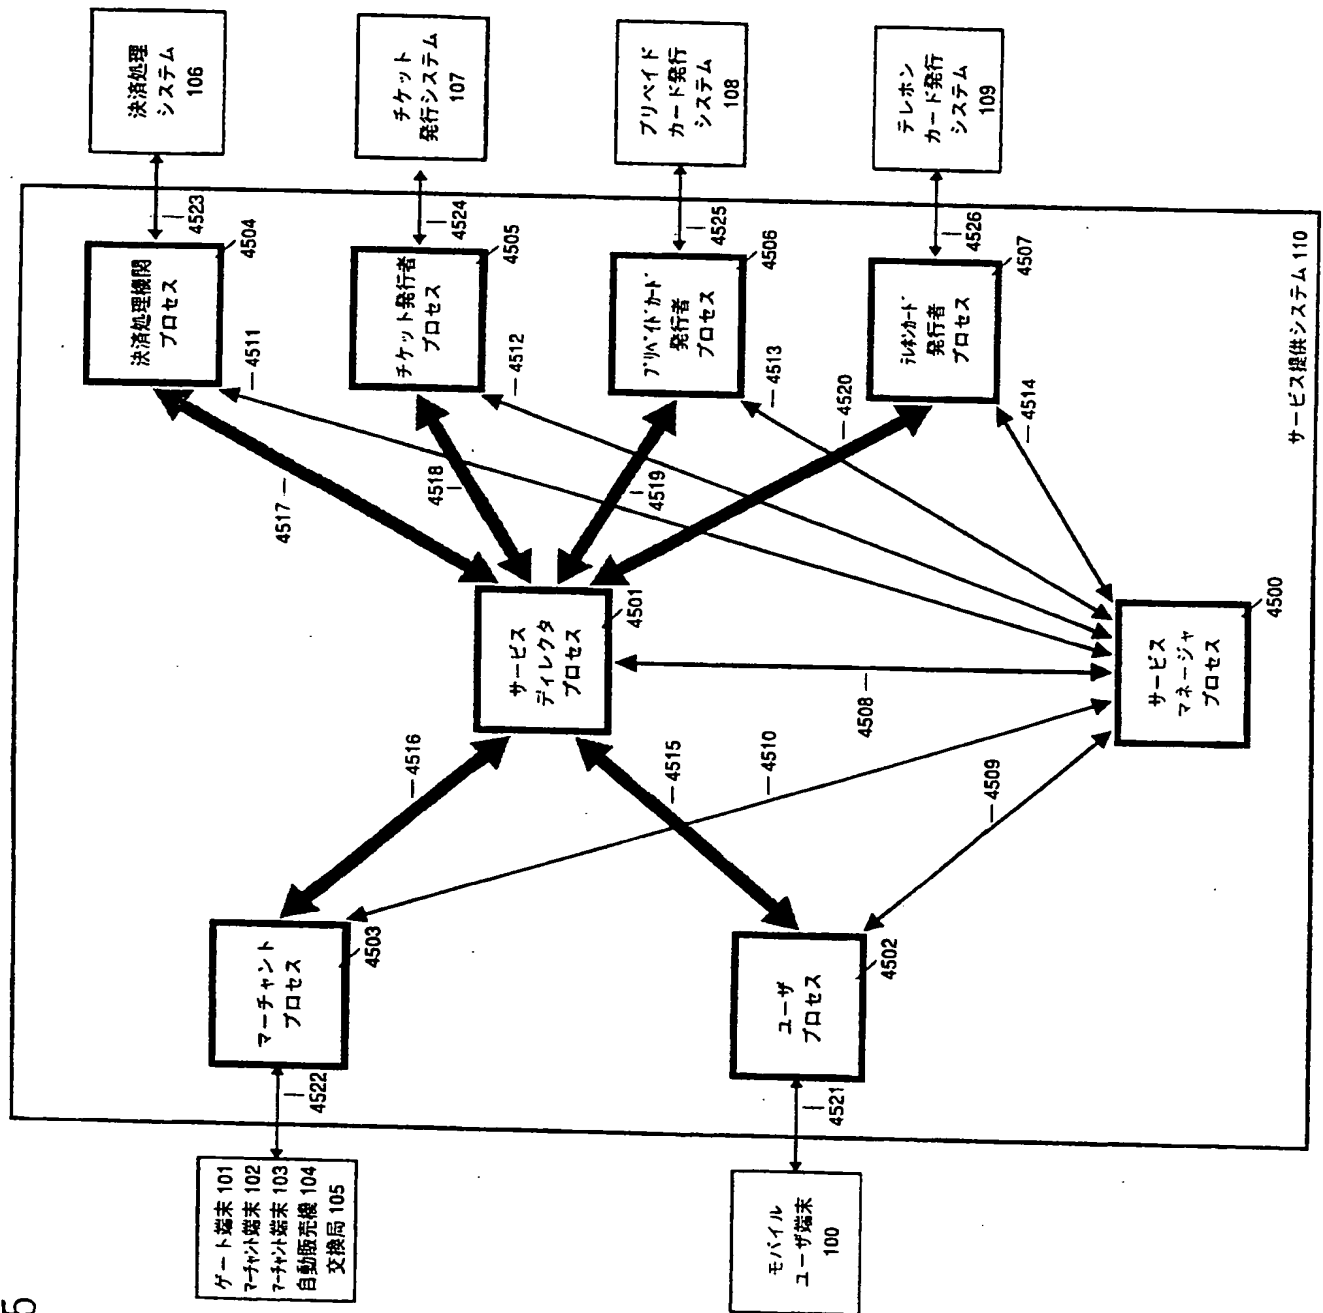 決済処理
システム
106
チケット
発行システム
107
プリペイド
カード発行
システム
108
テレホン
カード発行
システム
109
4523
4524
4525
4526
決済処理機関
プロセス
4504
チケット発行者
プロセス
4505
プリペイドカード
発行者
プロセス
4506
テレホンカード
発行者
プロセス
4507
4511
4512
4513
4520
4514
4517
4518
4519
サービス提供システム 110
サービス
ディレクタ
プロセス
4501
サービス
マネージャ
プロセス
4500
4508
4516
4515
4510
4509
マーチャント
プロセス
4503
ユーザ
プロセス
4502
4522
4521
ゲート端末 101
マーチャント端末 102
マーチャント端末 103
自動販売機 104
交換局 105
モバイル
ユーザ端末
100